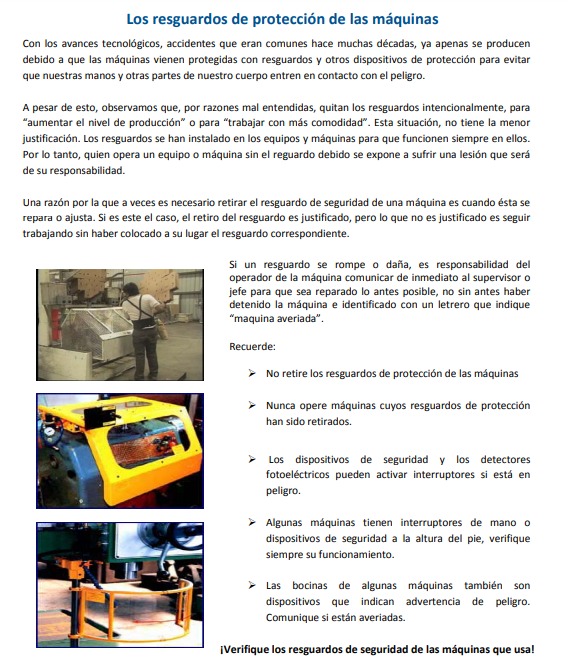 Los resguardos de protección de las máquinas
Con los avances tecnológicos, accidentes que eran comunes hace muchas décadas, ya apenas se producen
debido a que las máquinas vienen protegidas con resguardos y otros dispositivos de protección para evitar
que nuestras manos y otras partes de nuestro cuerpo entren en contacto con el peligro.
A pesar de esto, observamos que, por razones mal entendidas, quitan los resguardos intencionalmente, para
“aumentar el nivel de producción” o para “trabajar con más comodidad”. Esta situación, no tiene la menor
justificación. Los resguardos se han instalado en los equipos y máquinas para que funcionen siempre en ellos.
Por lo tanto, quien opera un equipo o máquina sin el reguardo debido se expone a sufrir una lesión que será
de su responsabilidad.
Una razón por la que a veces es necesario retirar el resguardo de seguridad de una máquina es cuando ésta se
repara o ajusta. Si es este el caso, el retiro del resguardo es justificado, pero lo que no es justificado es seguir
trabajando sin haber colocado a su lugar el resguardo correspondiente.
Si un resguardo se rompe o daña, es responsabilidad del
operador de la máquina comunicar de inmediato al supervisor o
jefe para que sea reparado lo antes posible, no sin antes haber
detenido la máquina e identificado con un letrero que indique
“maquina averiada”.
Recuerde:
➢ No retire los resguardos de protección de las máquinas
➢ Nunca opere máquinas cuyos resguardos de protección
han sido retirados.
➢ Los dispositivos de seguridad y los detectores
fotoeléctricos pueden activar interruptores si está en
peligro.
➢ Algunas máquinas tienen interruptores de mano o
dispositivos de seguridad a la altura del pie, verifique
siempre su funcionamiento.
➢ Las bocinas de algunas máquinas también son
dispositivos que indican advertencia de peligro.
Comunique si están averiadas.
¡Verifique los resguardos de seguridad de las máquinas que usa!